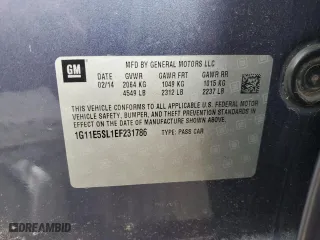 GM
MFD BY GENERAL MOTORS LLC
DATE GVWR GAWR FRT GAWR RR
02/14 2064 KG 1049 KG 1015 KG
4549 LB 2312 LB 2237 LB
THIS VEHICLE CONFORMS TO ALL APPLICABLE U.S. FEDERAL MOTOR VEHICLE
SAFETY, BUMPER, AND THEFT PREVENTION STANDARDS IN EFFECT ON THE DATE
OF MANUFACTURE SHOWN ABOVE.
1G11E5SL1EF231786 TYPE: PASS CAR
DREAMBID